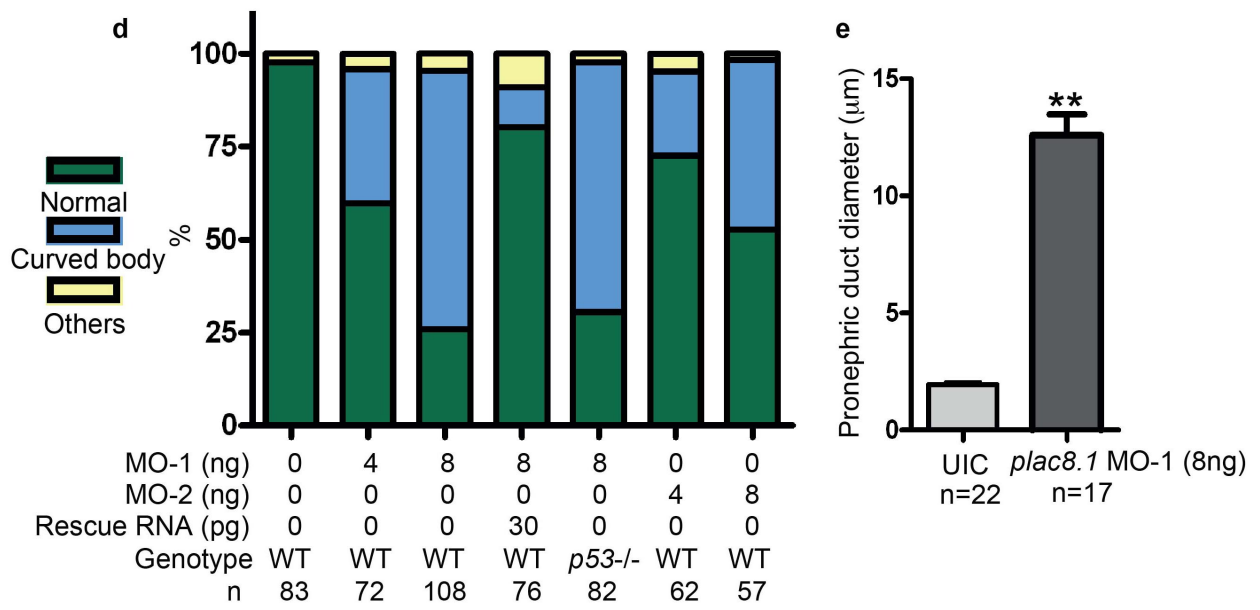 d
100
75
50
25
0
%
Normal
Curved body
Others
MO-1 (ng) 0 4 8 8 8 0 0
MO-2 (ng) 0 0 0 0 0 4 8
Rescue RNA (pg) 0 0 0 30 0 0 0
Genotype WT WT WT WT p53-/- WT WT
n 83 72 108 76 82 62 57
e
Pronephric duct diameter (μm)
15
10
5
0
**
UIC plac8.1 MO-1 (8ng)
n=22 n=17